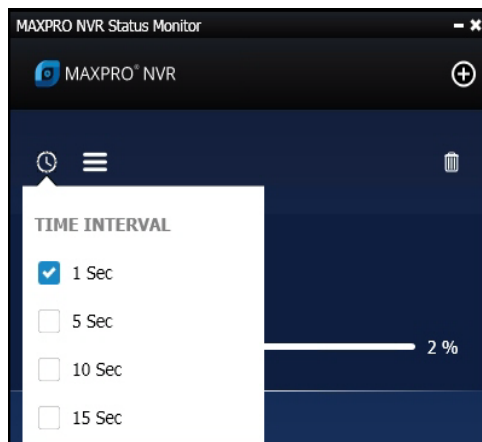 MAXPRO NVR Status Monitor
MAXPRO® NVR
TIME INTERVAL
1 Sec
5 Sec
2 %
10 Sec
15 Sec